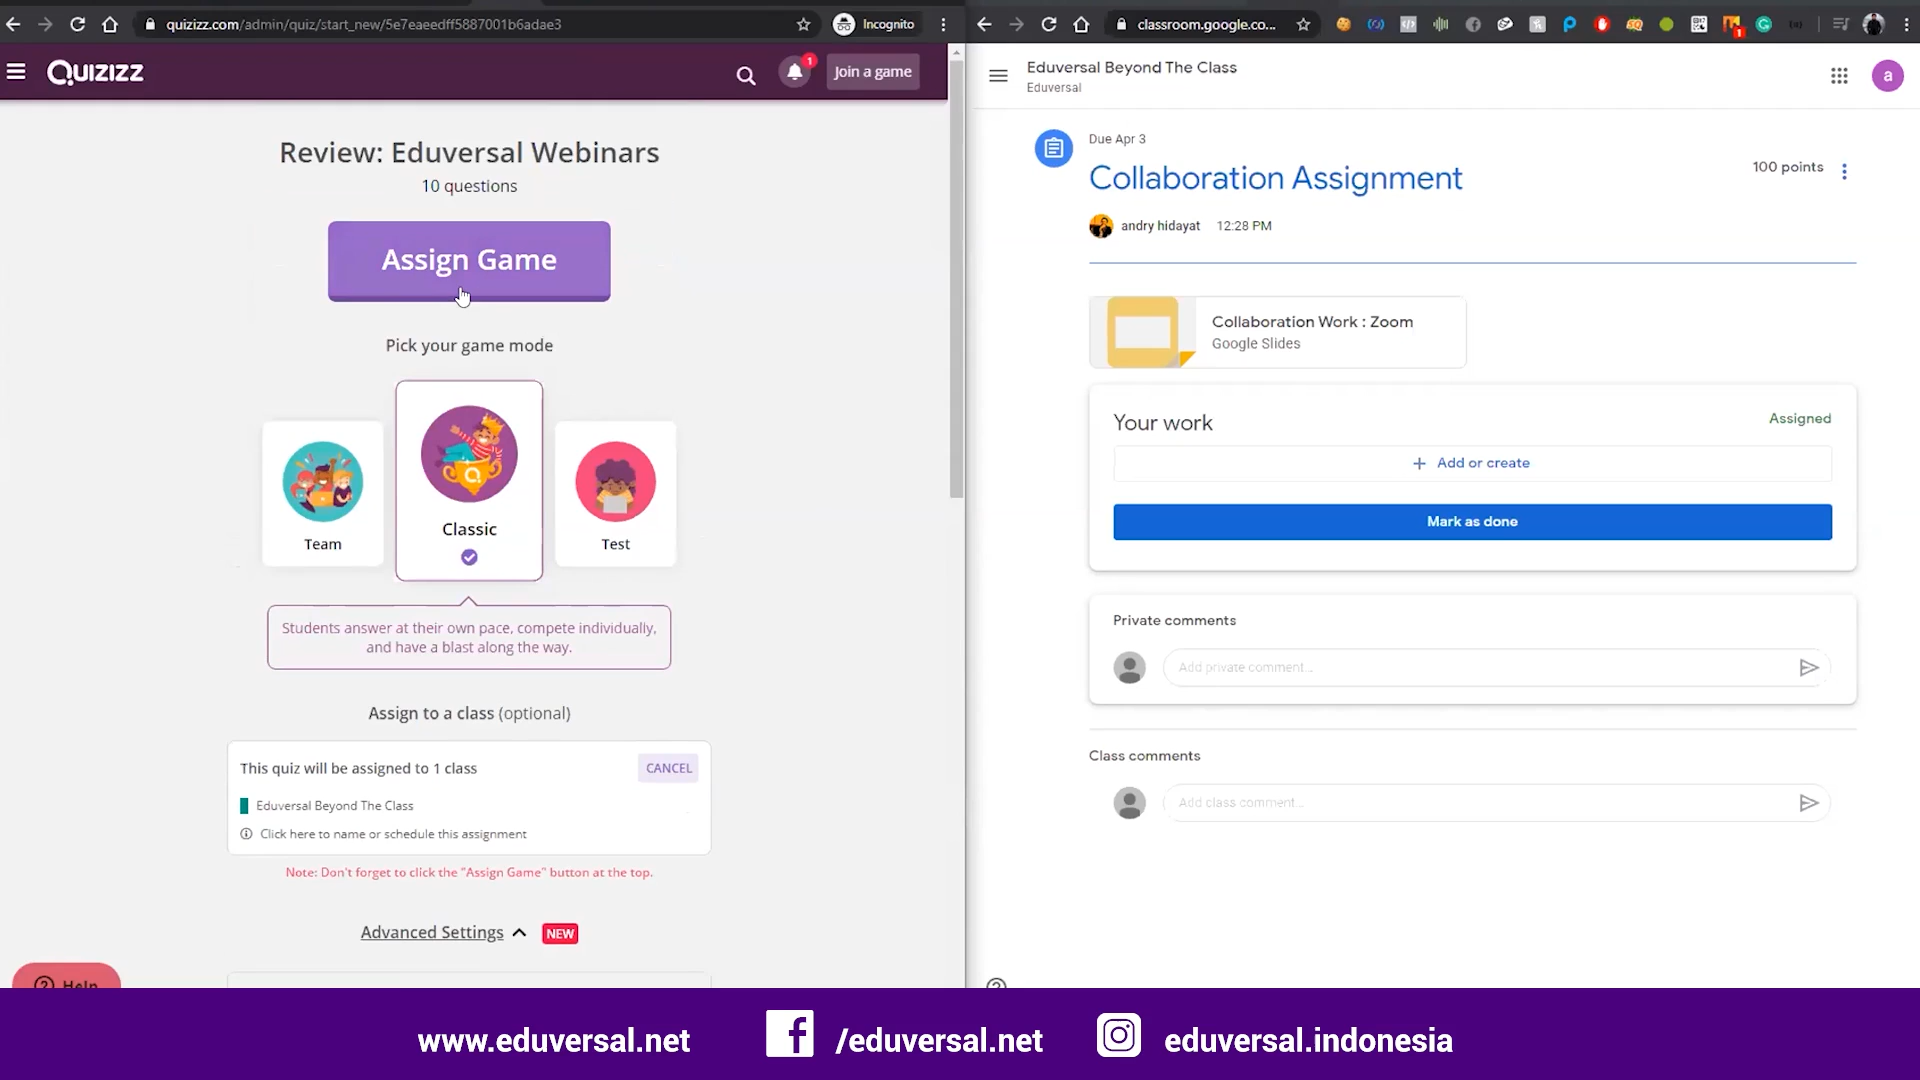 quizizz.com/admin/quiz/start_new/5e7eaeedff5887001b6adae3
Incognito
Quizizz
1
Join a game
Review: Eduversal Webinars
10 questions
Assign Game
Pick your game mode
Team
Classic
Test
Students answer at their own pace, compete individually,
and have a blast along the way.
Assign to a class (optional)
This quiz will be assigned to 1 class
CANCEL
Eduversal Beyond The Class
Click here to name or schedule this assignment
Note: Don't forget to click the "Assign Game" button at the top.
Advanced Settings
NEW
Help
classroom.google.co...
1
Eduversal Beyond The Class
Eduversal
a
Due Apr 3
Collaboration Assignment
100 points
andry hidayat 12:28 PM
Collaboration Work : Zoom
Google Slides
Your work
Assigned
+ Add or create
Mark as done
Private comments
Add private comment...
Class comments
Add class comment...
www.eduversal.net
/eduversal.net
eduversal.indonesia